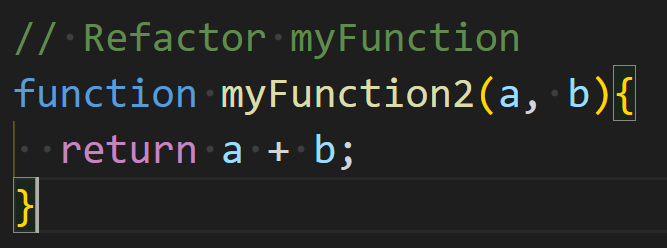 // Refactor myFunction
function myFunction2(a, b){
  return a + b;
}